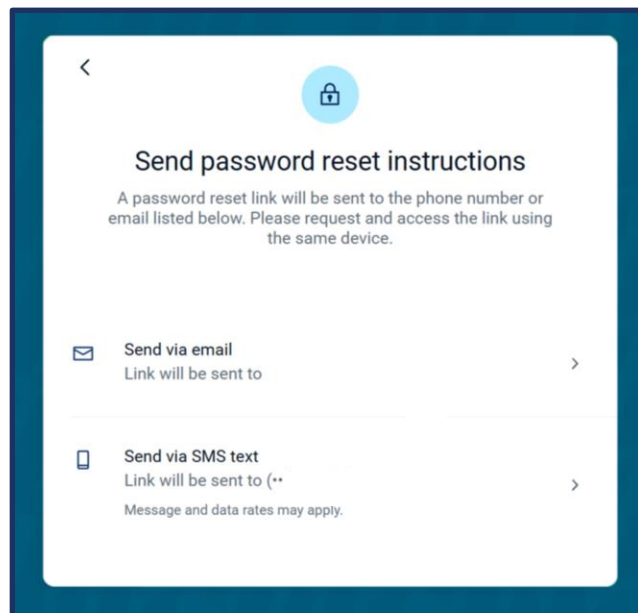 Send password reset instructions
A password reset link will be sent to the phone number or
email listed below. Please request and access the link using
the same device.
Send via email
Link will be sent to
Send via SMS text
Link will be sent to (••
Message and data rates may apply.